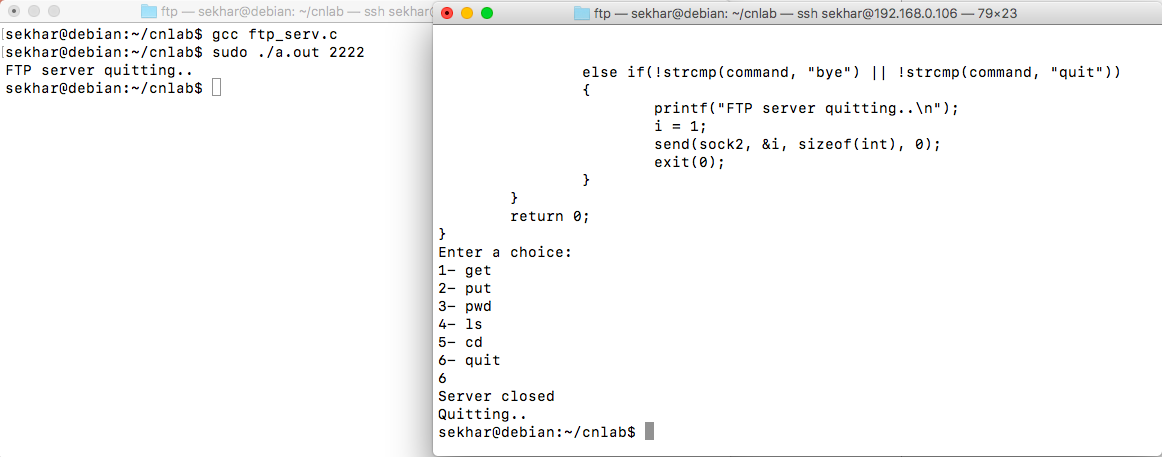 ftp — sekhar@debian: ~/cnlab — ssh sekhar@
[sekhar@debian:~/cnlab$ gcc ftp_serv.c
[sekhar@debian:~/cnlab$ sudo ./a.out 2222
FTP server quitting..
sekhar@debian:~/cnlab$
ftp — sekhar@debian: ~/cnlab — ssh sekhar@192.168.0.106 — 79×23
else if(!strcmp(command, "bye") || !strcmp(command, "quit"))
{
printf("FTP server quitting..\n");
i = 1;
send(sock2, &i, sizeof(int), 0);
exit(0);
}
}
return 0;
}
Enter a choice:
1- get
2- put
3- pwd
4- ls
5- cd
6- quit
6
Server closed
Quitting..
sekhar@debian:~/cnlab$